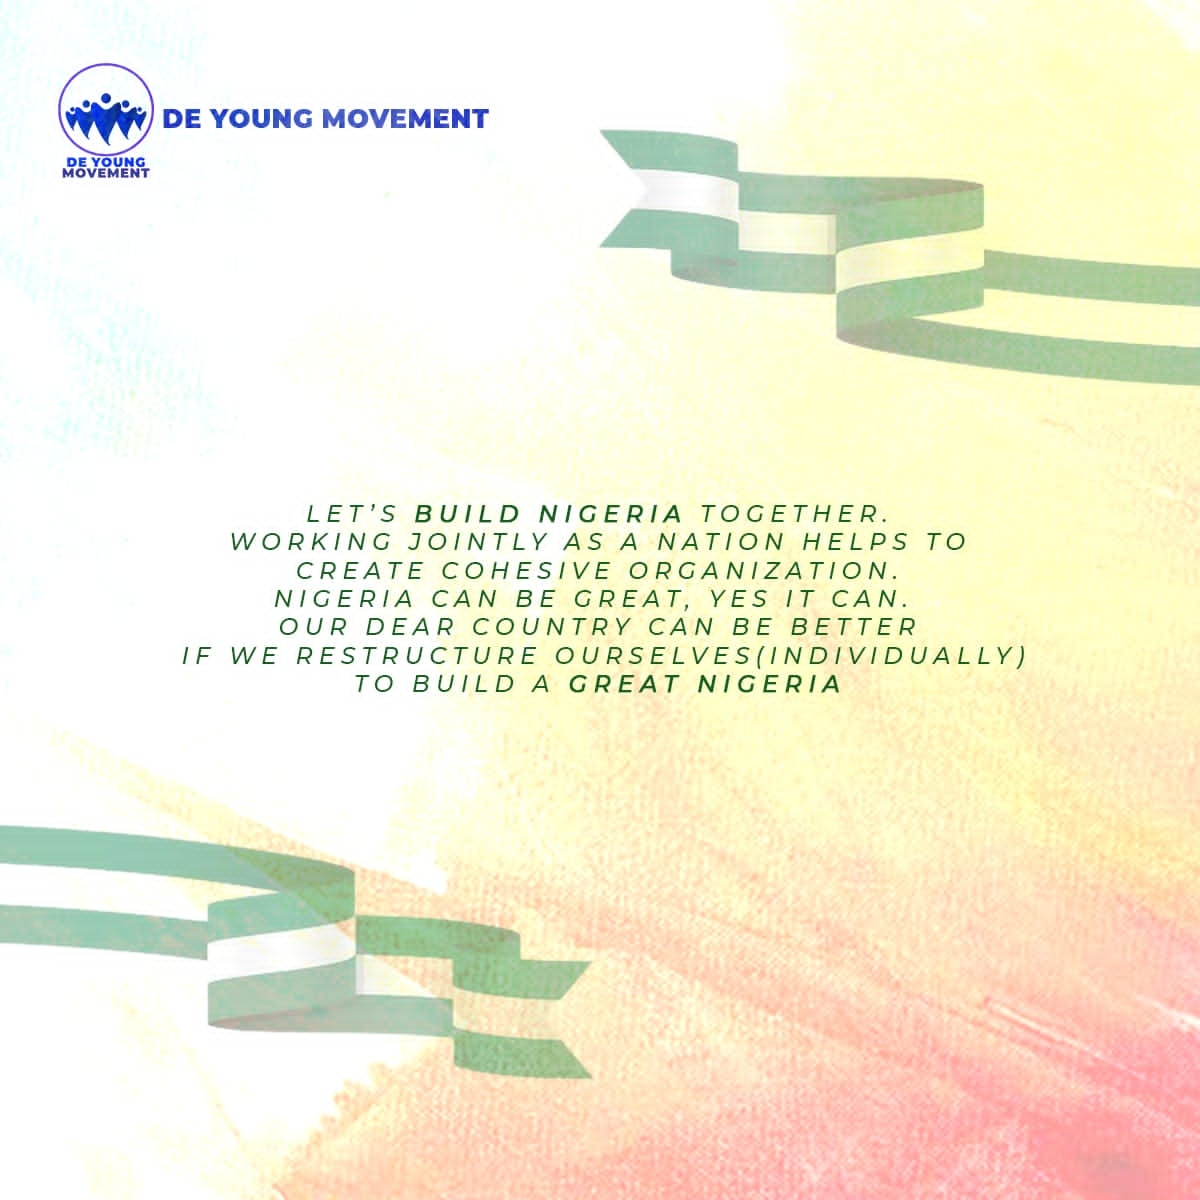 DE YOUNG MOVEMENT
DE YOUNG
MOVEMENT
LET'S BUILD NIGERIA TOGETHER.
WORKING JOINTLY AS A NATION HELPS TO
CREATE COHESIVE ORGANIZATION.
NIGERIA CAN BE GREAT, YES IT CAN.
OUR DEAR COUNTRY CAN BE BETTER
IF WE RESTRUCTURE OURSELVES(INDIVIDUALLY)
TO BUILD A GREAT NIGERIA